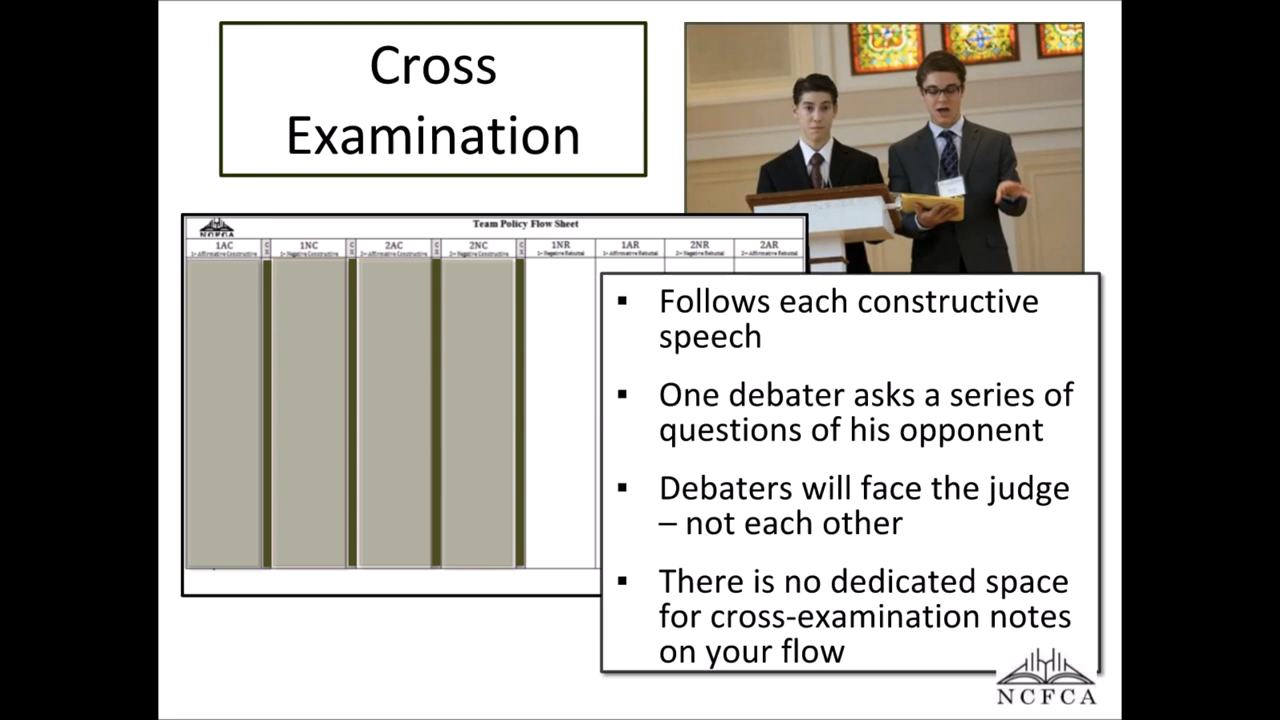 Cross
Examination
NCFCA
Team Policy Flow Sheet
1AC 1NC 2AC 2NC 1NR 1AR 2NR 2AR
▪ Follows each constructive
speech
▪ One debater asks a series of
questions of his opponent
▪ Debaters will face the judge
– not each other
▪ There is no dedicated space
for cross-examination notes
on your flow
NCFCA